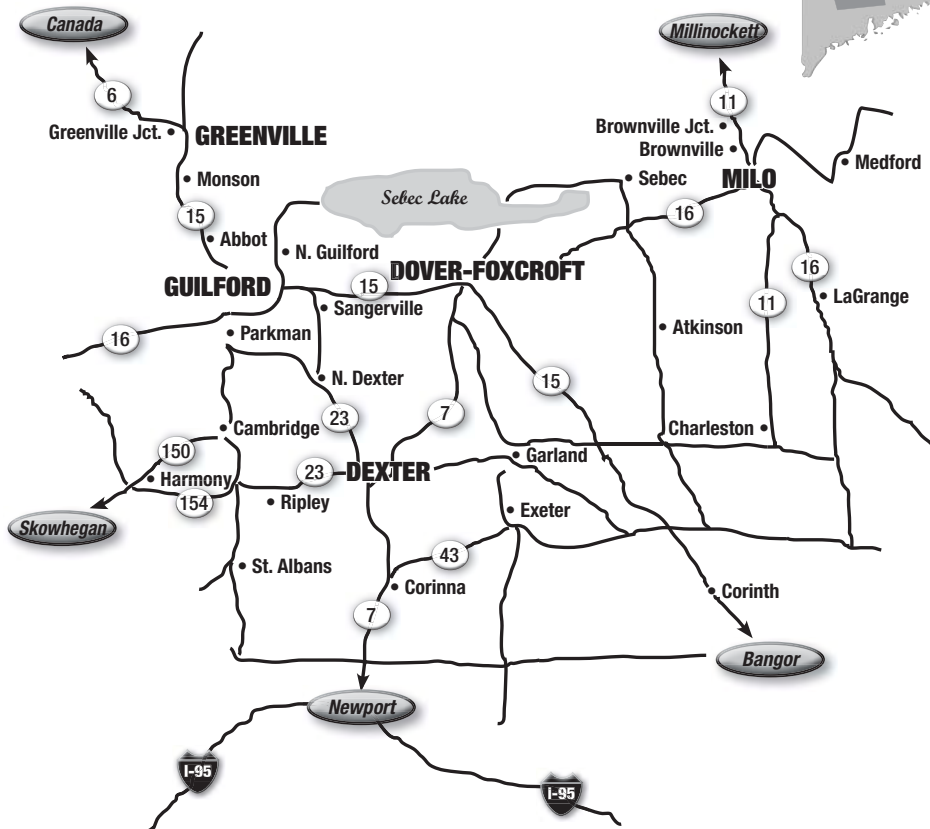 Canada
Millinockett
6
11
Greenville Jct.
GREENVILLE
Brownville Jct.
Brownville
Medford
Monson
Sebec
MILO
Sebec Lake
15
16
Abbot
N. Guilford
DOVER-FOXCROFT
16
GUILFORD
15
LaGrange
Sangerville
11
16
Parkman
Atkinson
N. Dexter
15
23
7
Cambridge
Charleston
150
Garland
Harmony
23
DEXTER
154
Ripley
Exeter
Skowhegan
43
St. Albans
Corinna
Corinth
7
Bangor
Newport
I-95
I-95